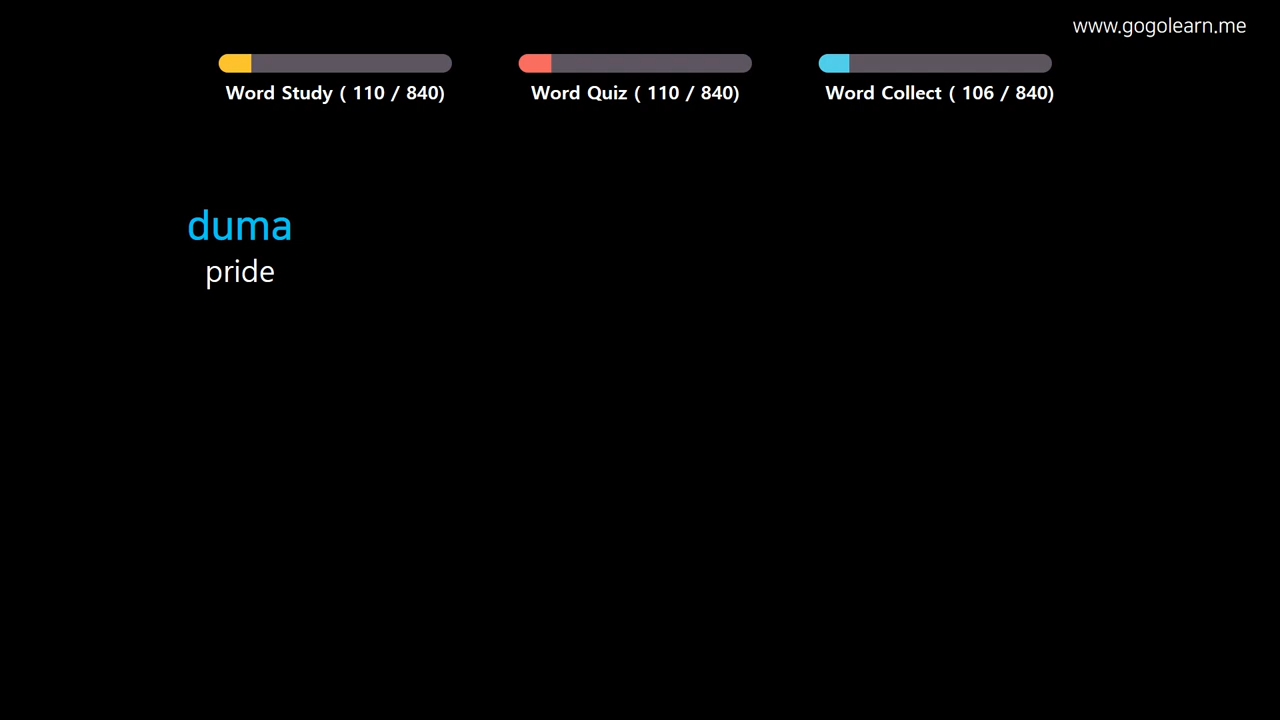 www.gogolearn.me
Word Study ( 110 / 840)
Word Quiz ( 110 / 840)
Word Collect ( 106 / 840)
duma
pride